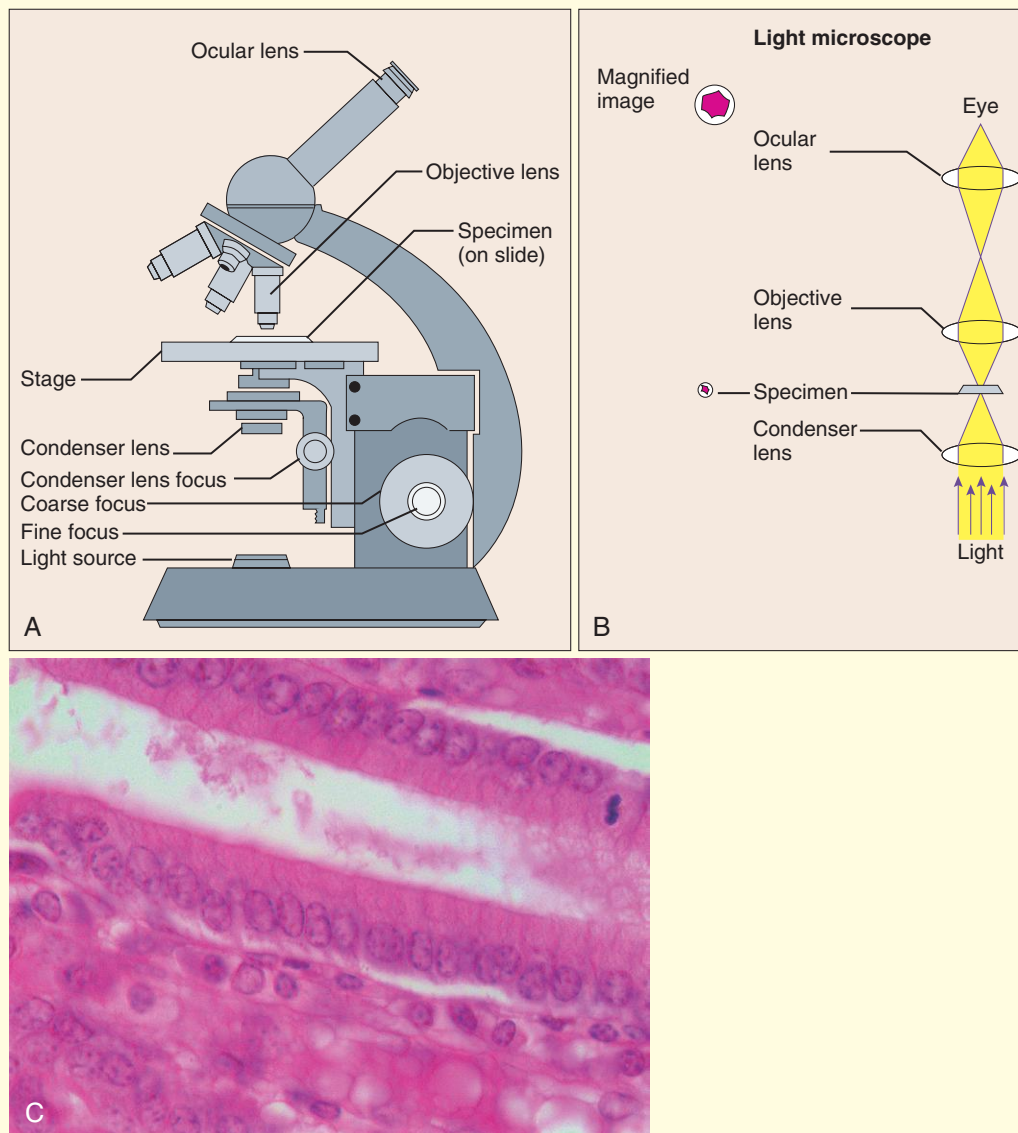 Ocular lens
Objective lens
Specimen
(on slide)
Stage
Condenser lens
Condenser lens focus
Coarse focus
Fine focus
Light source
A
Light microscope
Magnified
image
Eye
Ocular
lens
Objective
lens
Specimen
Condenser
lens
Light
B
C